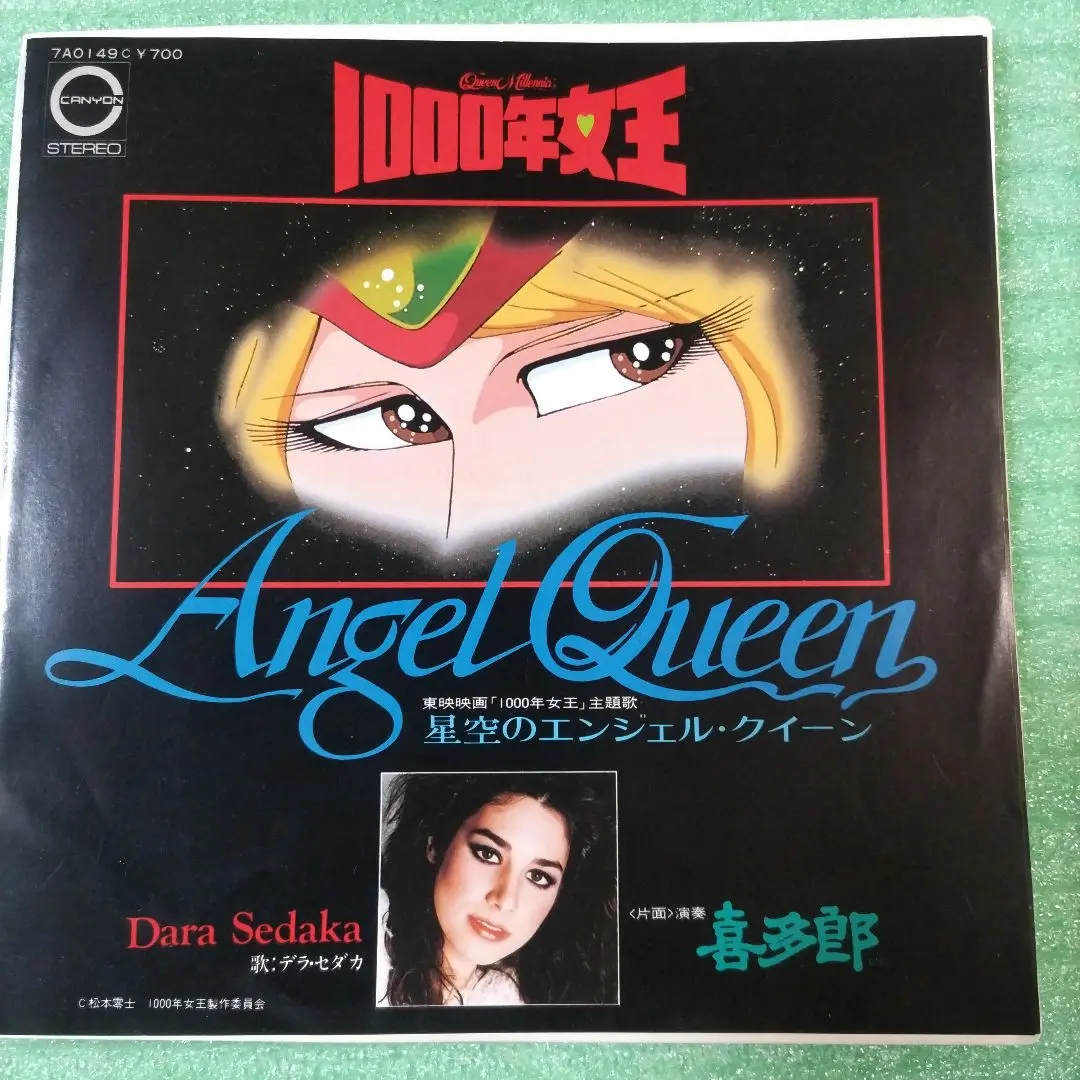 7A0149C ¥700
CANYON
STEREO
Queen Millennia
1000年女王
Angel Queen
東映映画「1000年女王」主題歌
星空のエンジェル・クイーン
Dara Sedaka
歌:デラ・セダカ
〈片面〉演奏 喜多郎
C 松本零士 1000年女王製作委員会